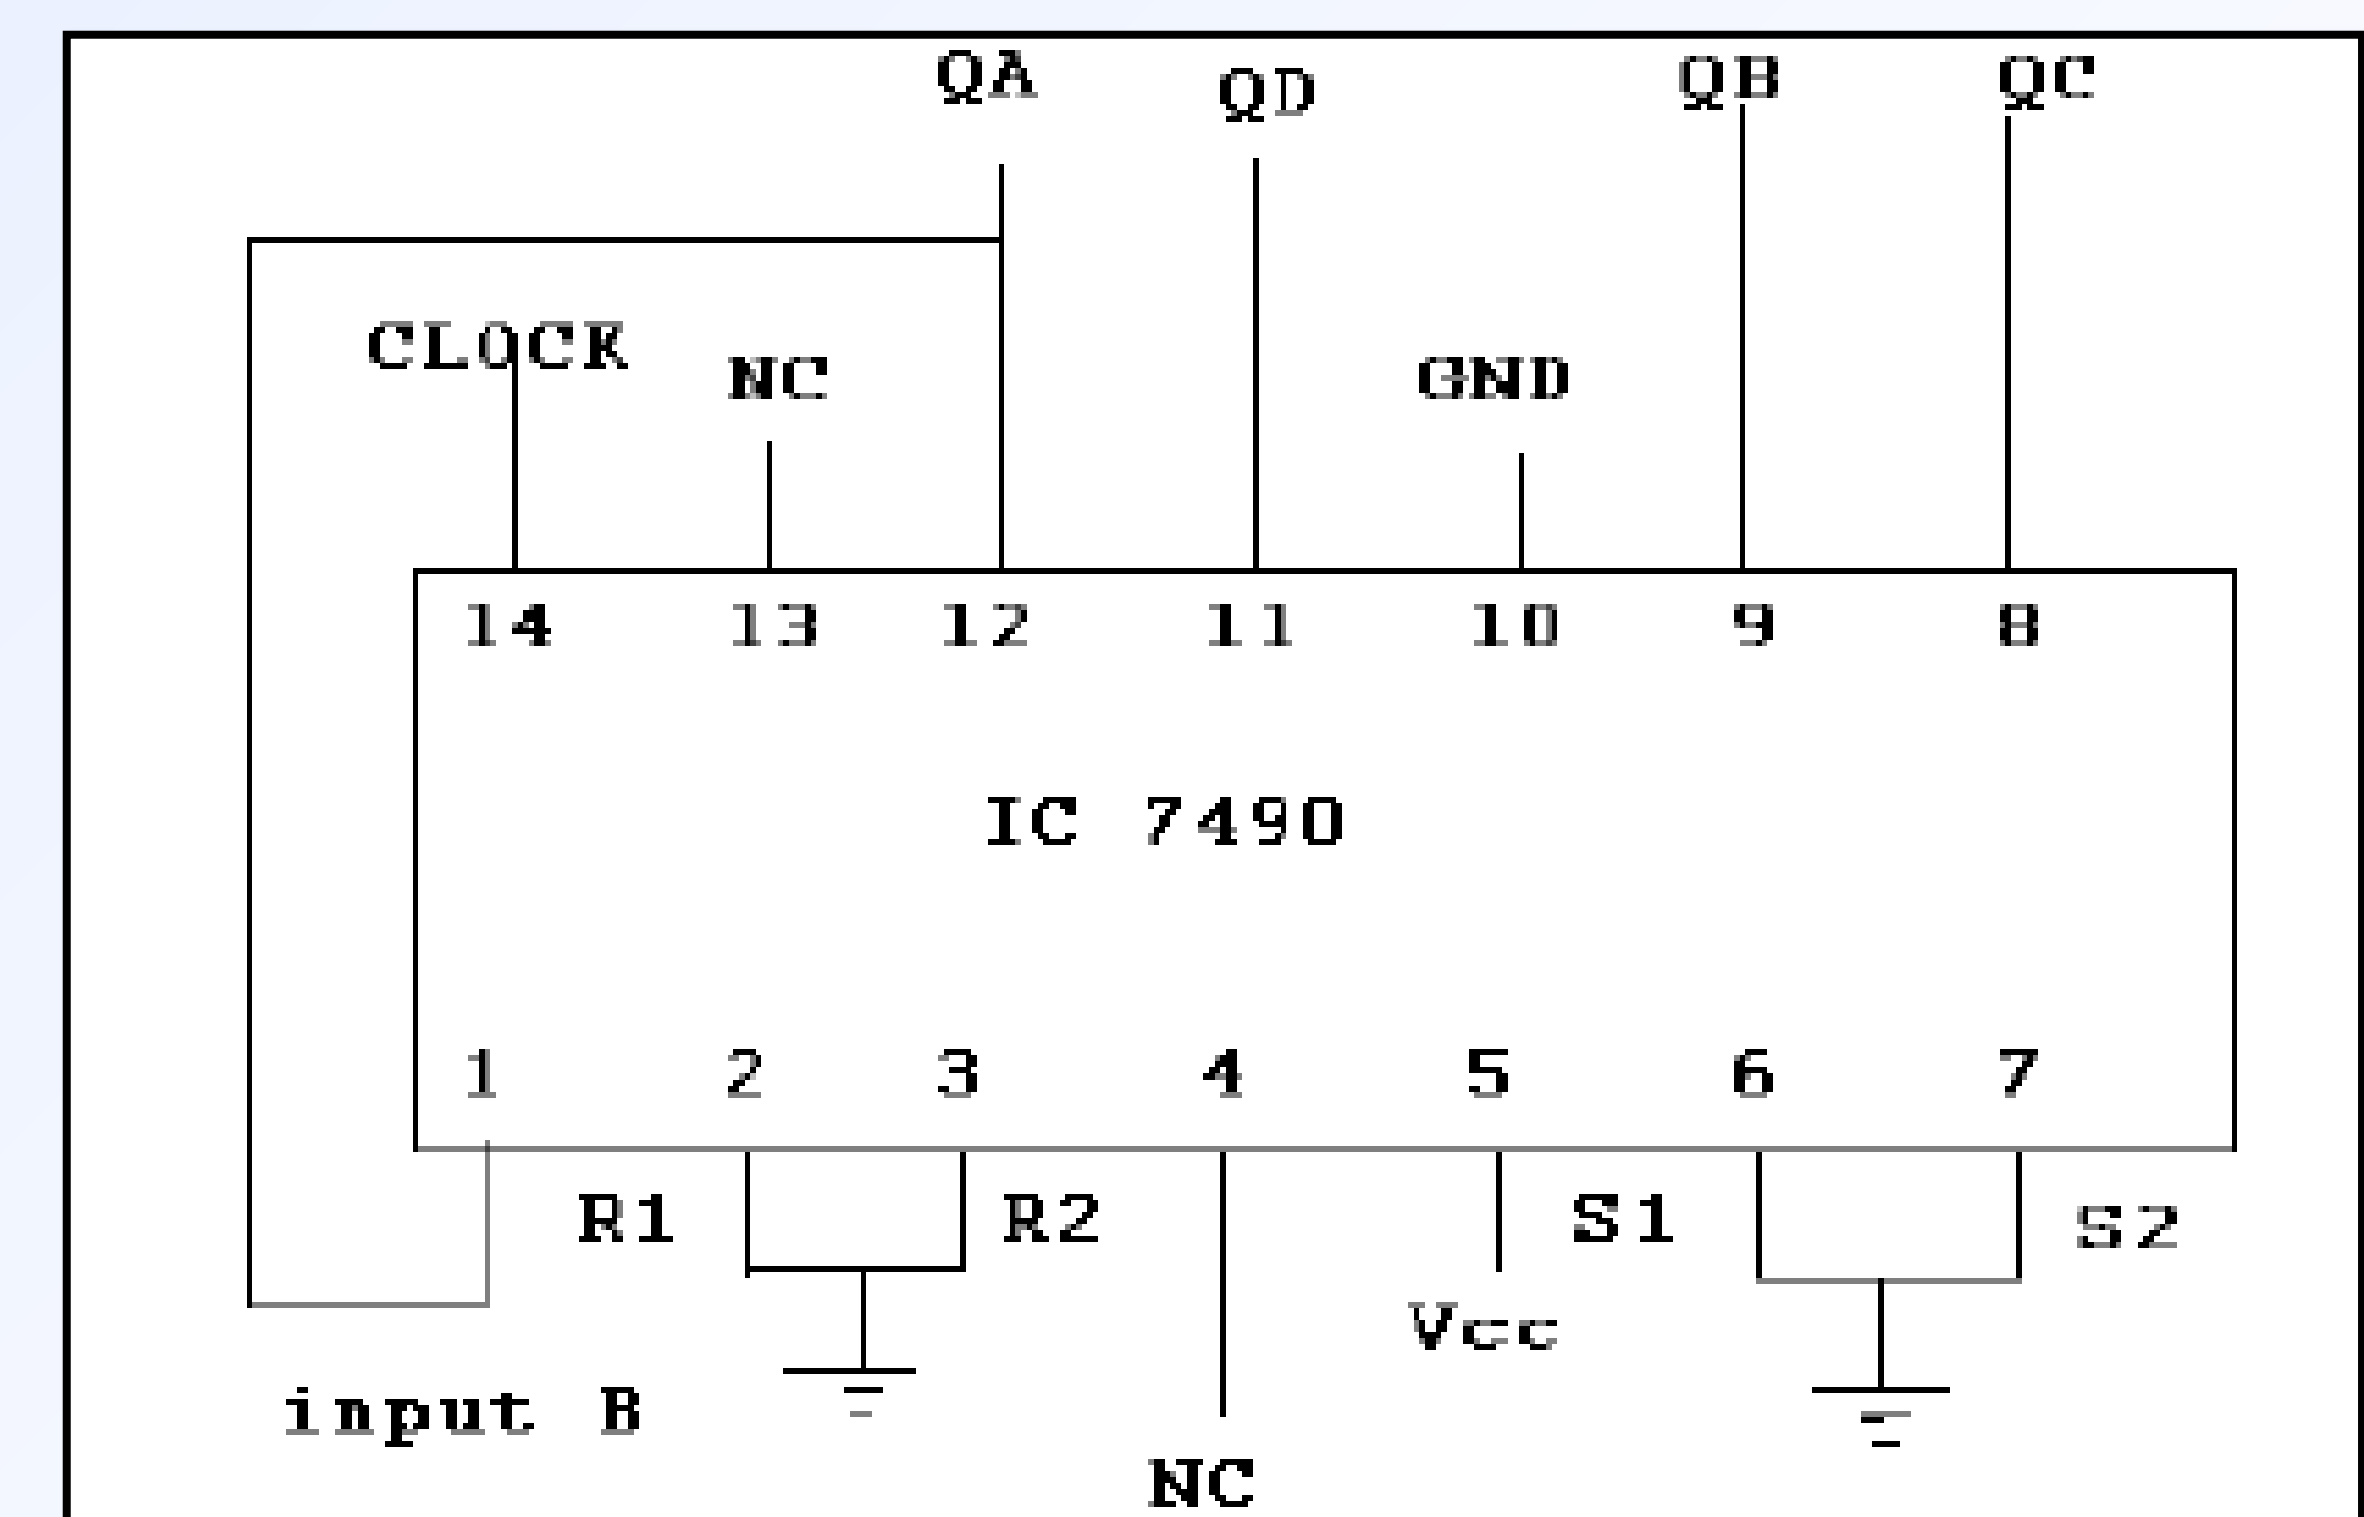 QA QD QB QC
CLOCK NC GND
14 13 12 11 10 9 8
IC 7490
1 2 3 4 5 6 7
R1 R2 S1 S2
Vcc
input B
NC